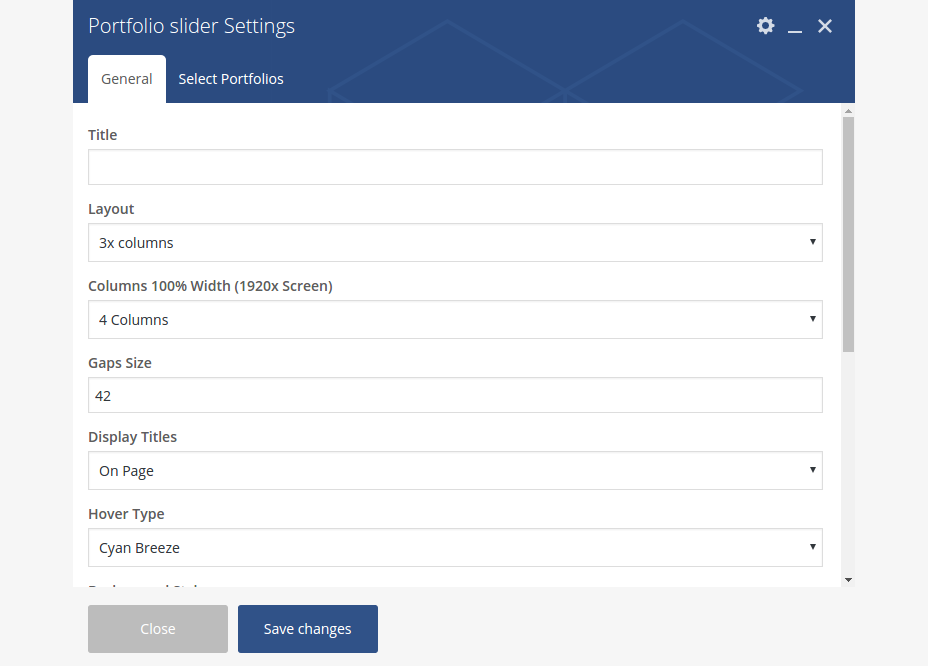 Portfolio slider Settings
General
Select Portfolios
Title
Layout
3x columns
Columns 100% Width (1920x Screen)
4 Columns
Gaps Size
42
Display Titles
On Page
Hover Type
Cyan Breeze
Close
Save changes